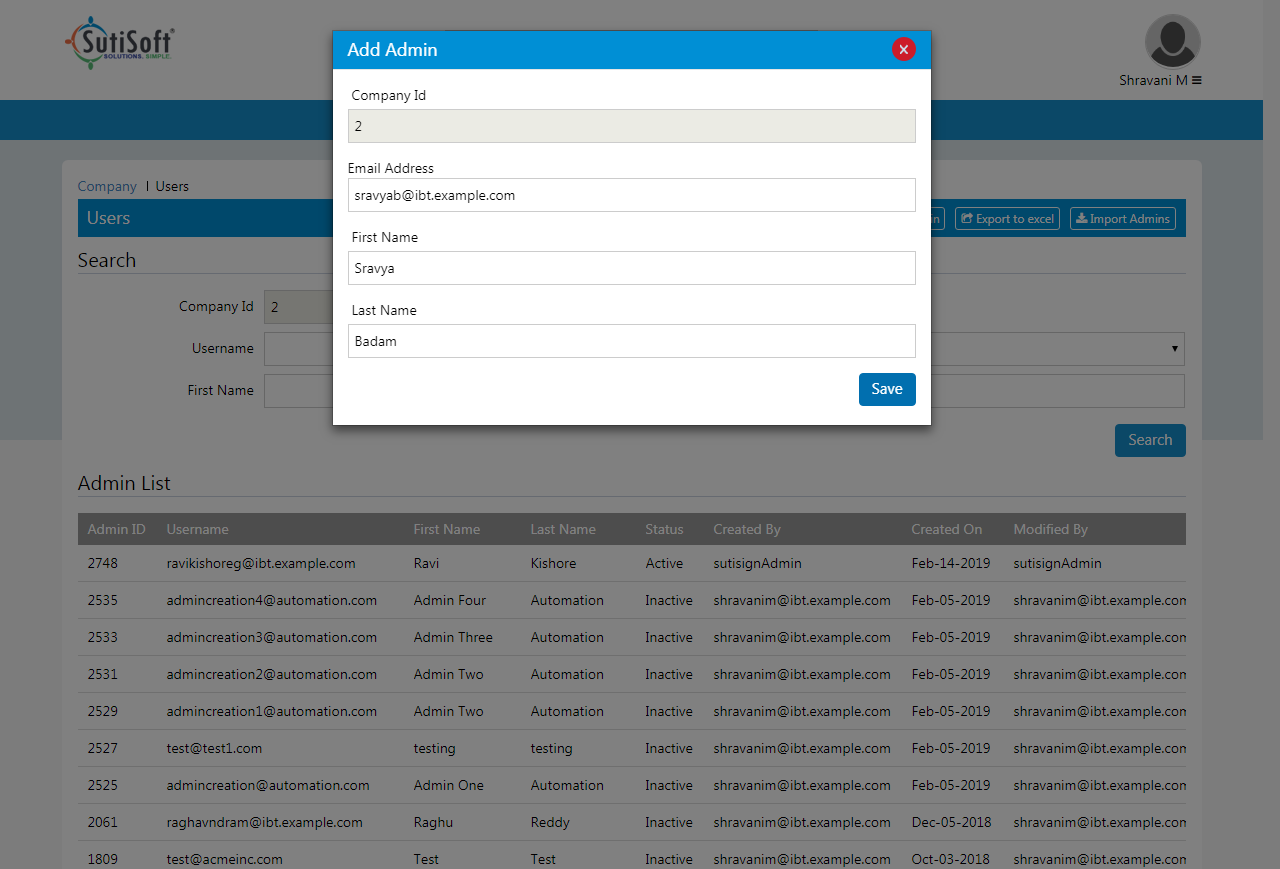 SutiSoft
SOLUTIONS. SIMPLE.
Shravani M
Add Admin
Company Id
2
Email Address
sravyab@ibt.example.com
First Name
Sravya
Last Name
Badam
Save
Company | Users
Users
in Export to excel Import Admins
Search
Company Id 2
Username
First Name
Search
Admin List
Admin ID Username First Name Last Name Status Created By Created On Modified By
2748 ravikishoreg@ibt.example.com Ravi Kishore Active sutisignAdmin Feb-14-2019 sutisignAdmin
2535 admincreation4@automation.com Admin Four Automation Inactive shravanim@ibt.example.com Feb-05-2019 shravanim@ibt.example.com
2533 admincreation3@automation.com Admin Three Automation Inactive shravanim@ibt.example.com Feb-05-2019 shravanim@ibt.example.com
2531 admincreation2@automation.com Admin Two Automation Inactive shravanim@ibt.example.com Feb-05-2019 shravanim@ibt.example.com
2529 admincreation1@automation.com Admin Two Automation Inactive shravanim@ibt.example.com Feb-05-2019 shravanim@ibt.example.com
2527 test@test1.com testing testing Inactive shravanim@ibt.example.com Feb-05-2019 shravanim@ibt.example.com
2525 admincreation@automation.com Admin One Automation Inactive shravanim@ibt.example.com Feb-05-2019 shravanim@ibt.example.com
2061 raghavndram@ibt.example.com Raghu Reddy Inactive shravanim@ibt.example.com Dec-05-2018 shravanim@ibt.example.com
1809 test@acmeinc.com Test Test Inactive shravanim@ibt.example.com Oct-03-2018 shravanim@ibt.example.com